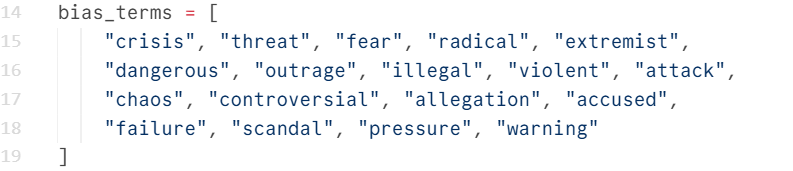 14 bias_terms = [
15 "crisis", "threat", "fear", "radical", "extremist",
16 "dangerous", "outrage", "illegal", "violent", "attack",
17 "chaos", "controversial", "allegation", "accused",
18 "failure", "scandal", "pressure", "warning"
19 ]